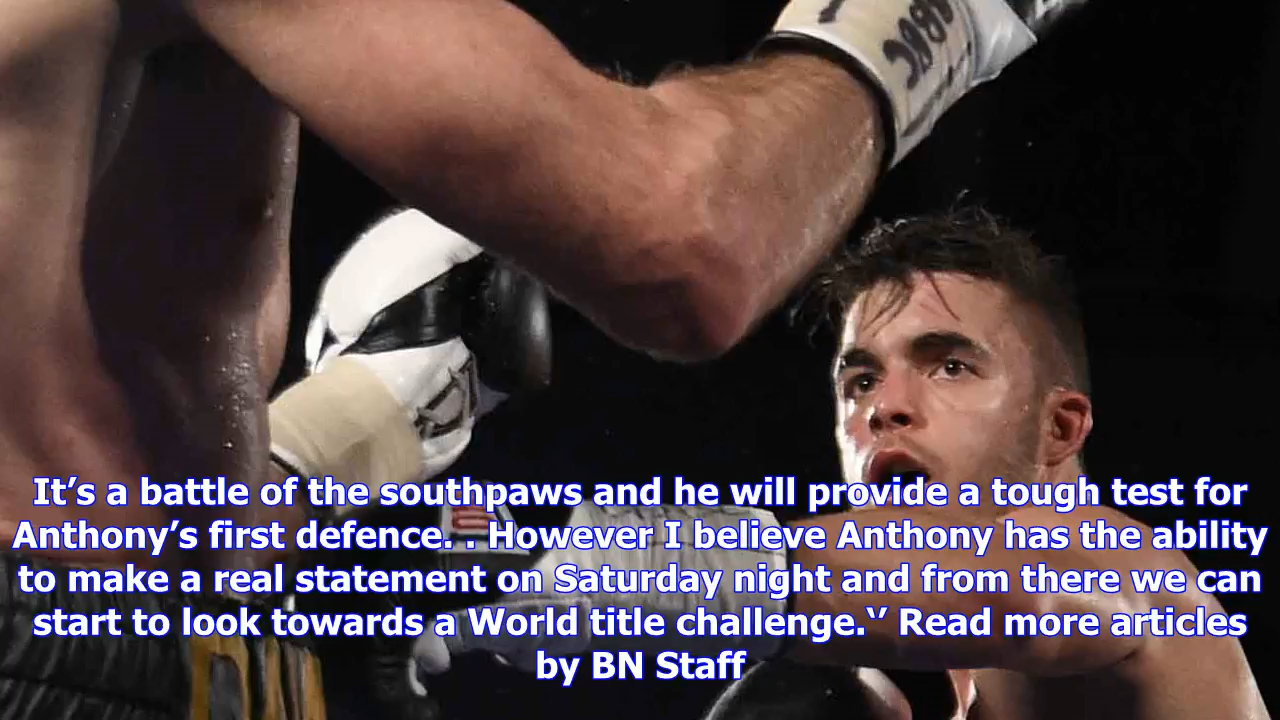 BBBC
It’s a battle of the southpaws and he will provide a tough test for
Anthony’s first defence. . However I believe Anthony has the ability
to make a real statement on Saturday night and from there we can
start to look towards a World title challenge.‘’ Read more articles
by BN Staff